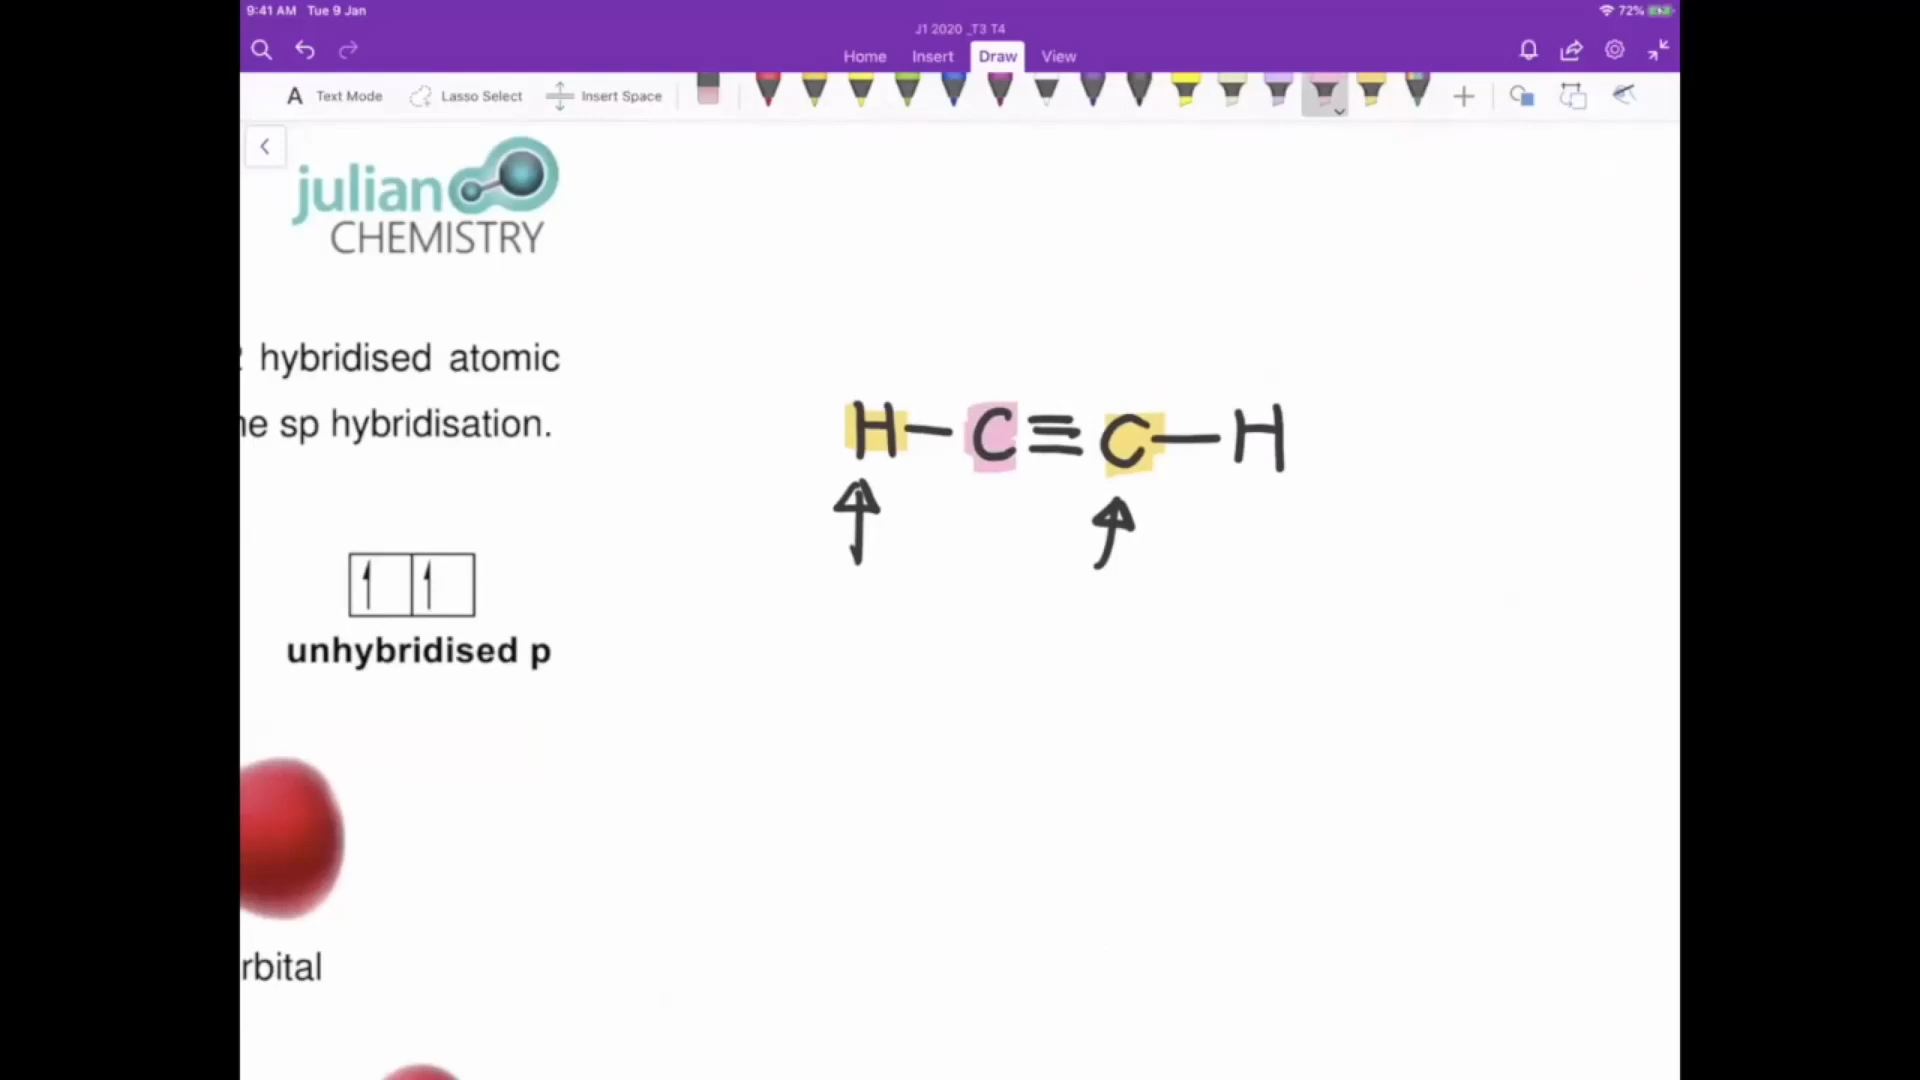 9:41 AM Tue 9 Jan
72%
J1 2020 _T3 T4
Home Insert Draw View
A Text Mode Lasso Select Insert Space
julian
CHEMISTRY
hybridised atomic
sp hybridisation.
H—C≡C—H
unhybridised p
rbital